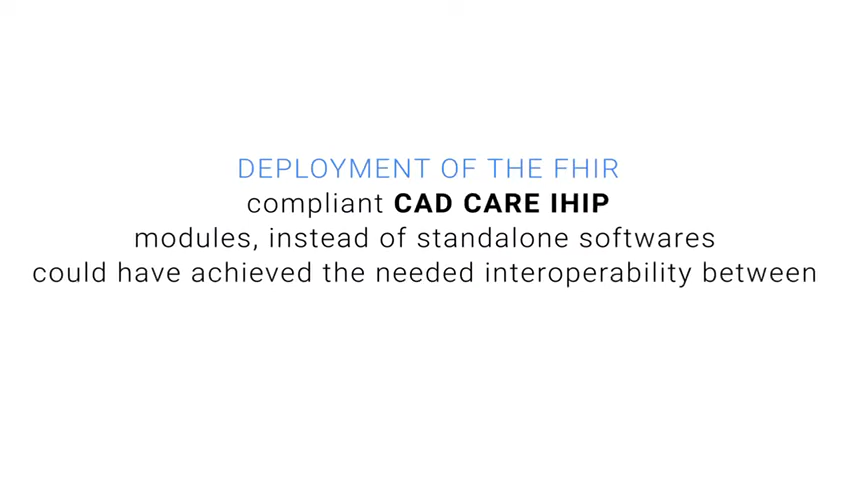 DEPLOYMENT OF THE FHIR
compliant CAD CARE IHIP
modules, instead of standalone softwares
could have achieved the needed interoperability between